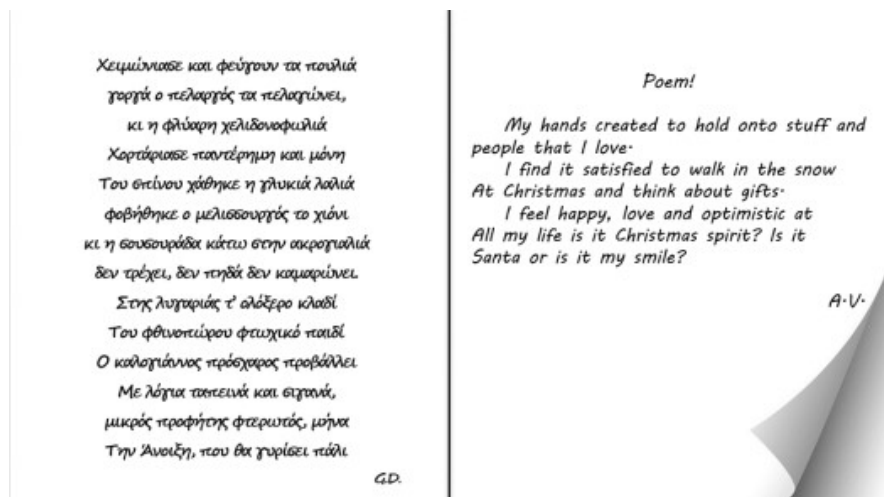 Χειμώνιασε και φεύγουν τα πουλιά
γοργά ο πελαργός τα πελαγώνει,
κι η φλύαρη χελιδονοφωλιά
Χορτάριασε παντέρημη και μόνη
Του σπίνου χάθηκε η γλυκιά λαλιά
φοβήθηκε ο μελισσουργός το χιόνι
κι η σουσουράδα κάτω στην ακρογιαλιά
δεν τρέχει, δεν πηδά δεν καμαρώνει.
Στης λυγαριάς τ' ολόξερο κλαδί
Του φθινοπώρου φτωχικό παιδί
Ο καλογιάννος πρόσχαρος προβάλλει
Με λόγια ταπεινά και σιγανά,
μικρός προφήτης φτερωτός, μήνα
Την Άνοιξη, που θα γυρίσει πάλι
G.D.
Poem!
My hands created to hold onto stuff and
people that I love.
I find it satisfied to walk in the snow
At Christmas and think about gifts.
I feel happy, love and optimistic at
All my life is it Christmas spirit? Is it
Santa or is it my smile?
A.V.